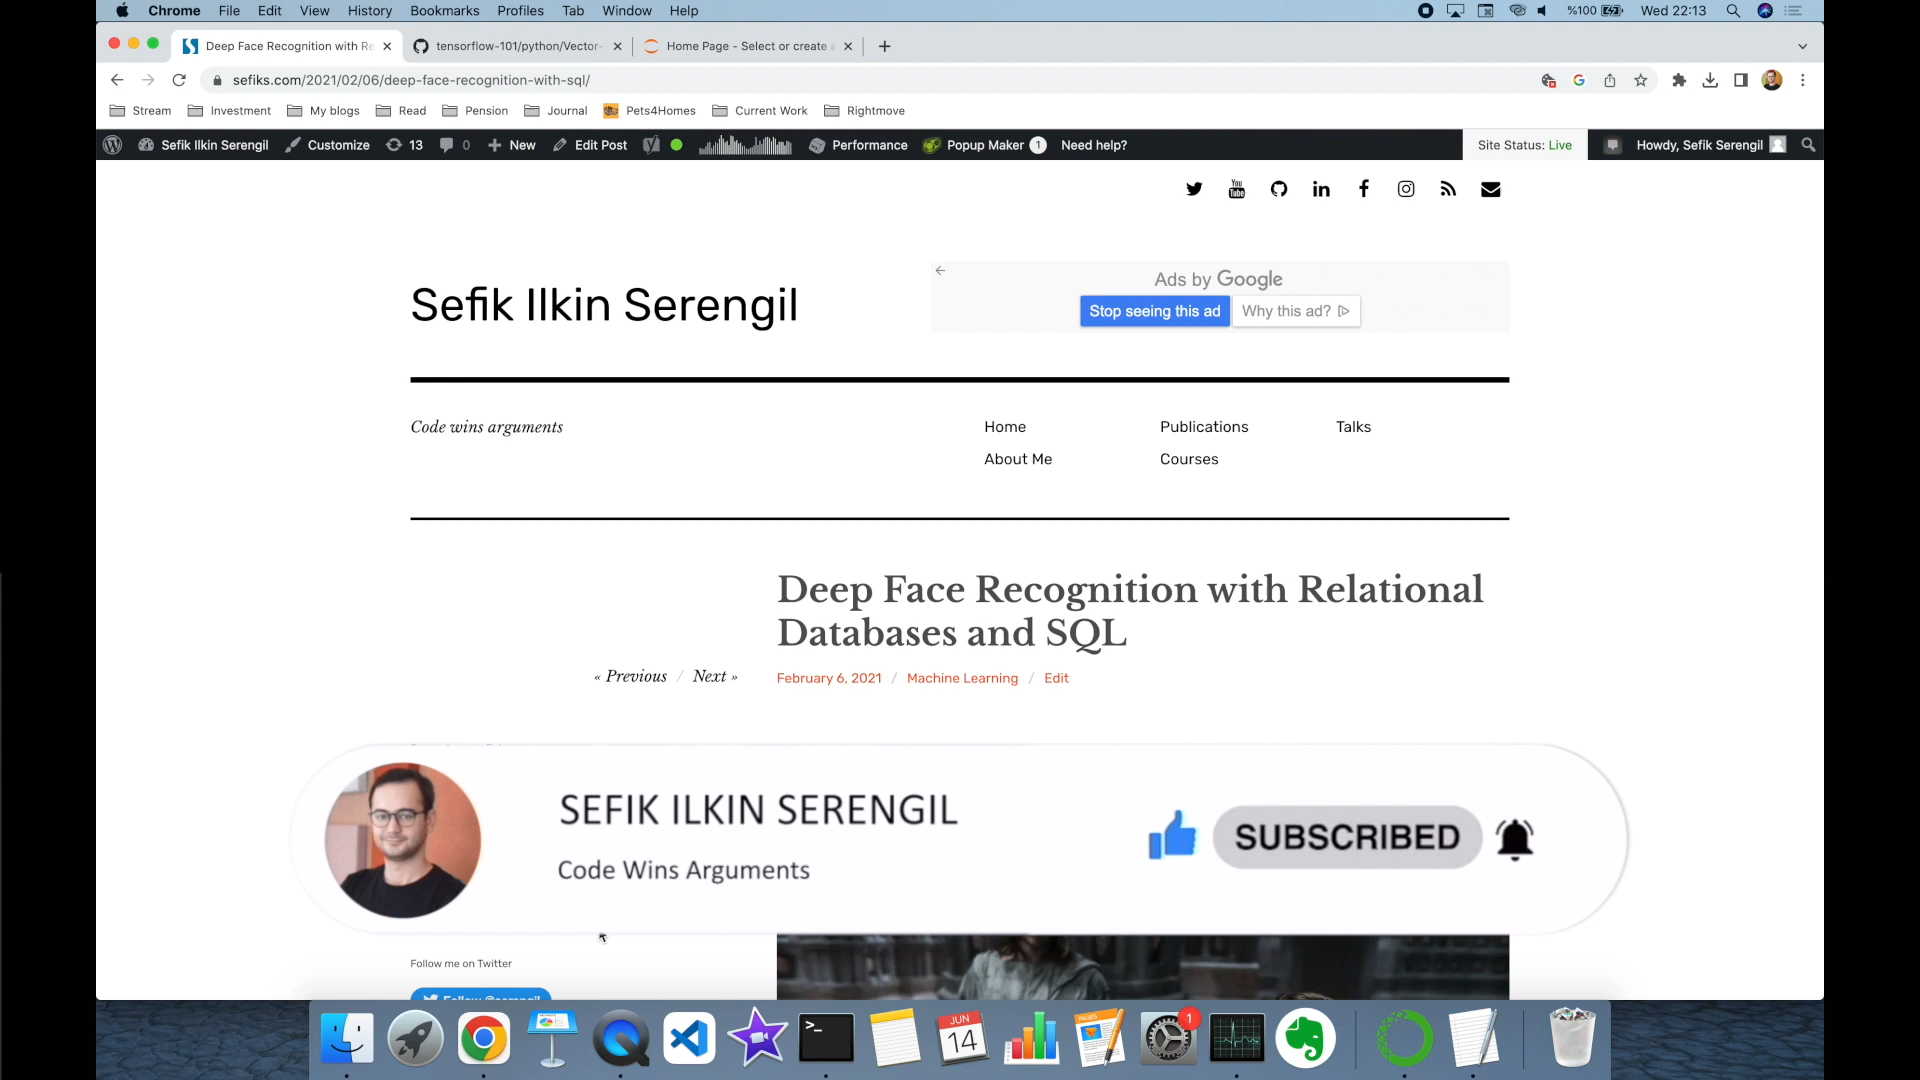 Chrome File Edit View History Bookmarks Profiles Tab Window Help
%100
Wed 22:13
Deep Face Recognition with Re
tensorflow-101/python/Vector-
Home Page - Select or create a
sefiks.com/2021/02/06/deep-face-recognition-with-sql/
Stream Investment My blogs Read Pension Journal Pets4Homes Current Work Rightmove
Sefik Ilkin Serengil Customize 13 0 New Edit Post Performance Popup Maker 1 Need help?
Site Status: Live
Howdy, Sefik Serengil
You Tube
Sefik Ilkin Serengil
Ads by Google
Stop seeing this ad
Why this ad?
Code wins arguments
Home Publications Talks
About Me Courses
Deep Face Recognition with Relational
Databases and SQL
« Previous / Next »
February 6, 2021 / Machine Learning / Edit
SEFIK ILKIN SERENGIL
Code Wins Arguments
SUBSCRIBED
Follow me on Twitter
JUN
14
1